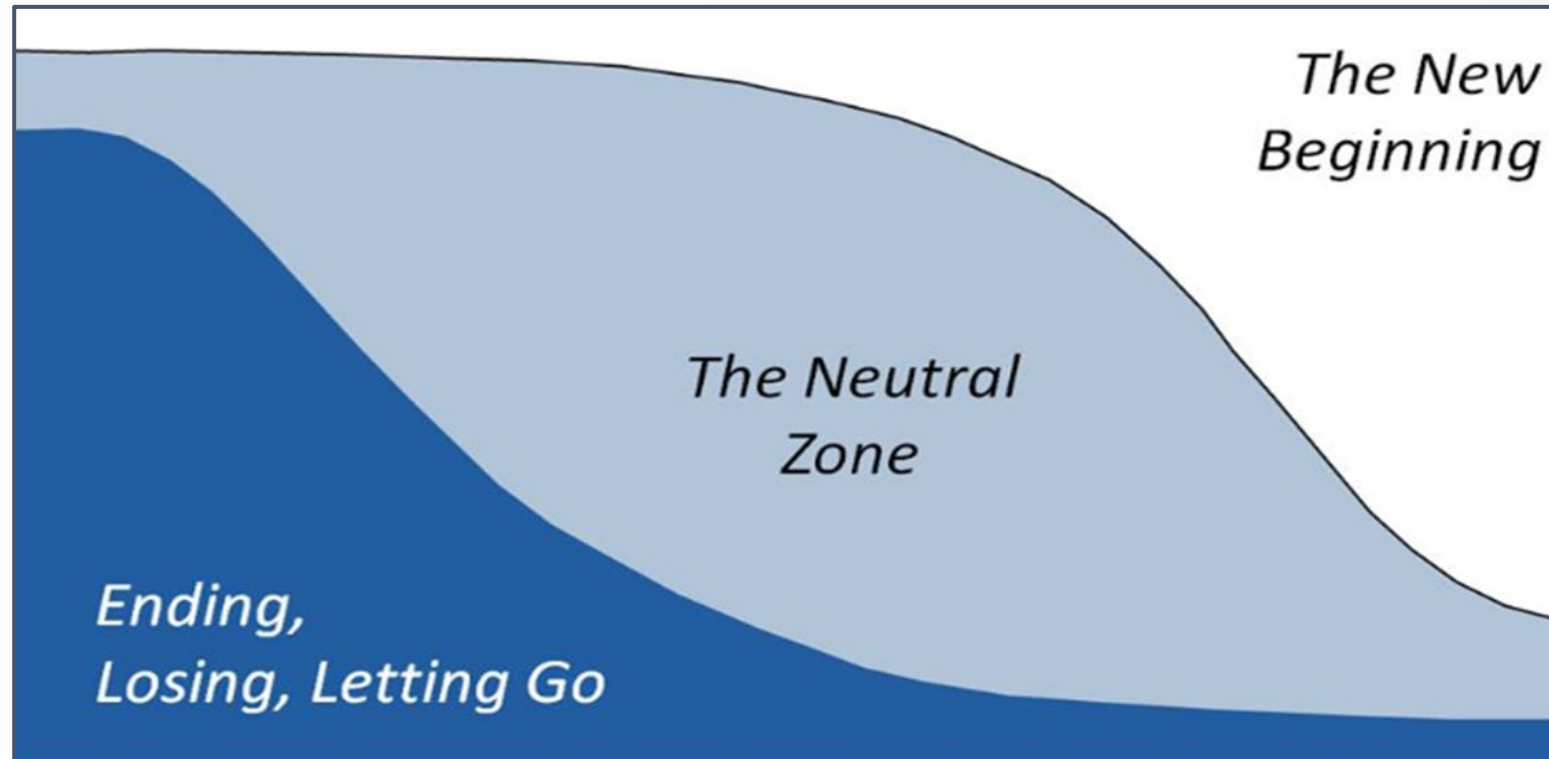 The New
Beginning
The Neutral
Zone
Ending,
Losing, Letting Go